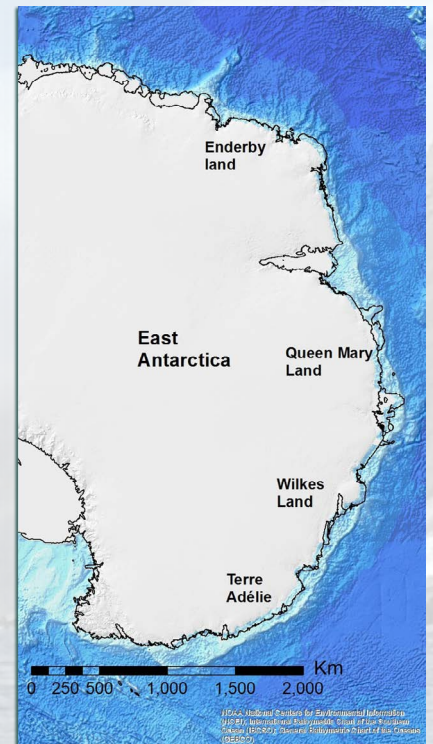 Enderby
land
East
Antarctica
Queen Mary
Land
Wilkes
Land
Terre
Adélie
Km
0 250 500 1,000 1,500 2,000
NOAA National Centers for Environmental Information
(NCEI); International Bathymetric Chart of the Southern
Ocean (IBCSO); General Bathymetric Chart of the Oceans
(GEBCO)